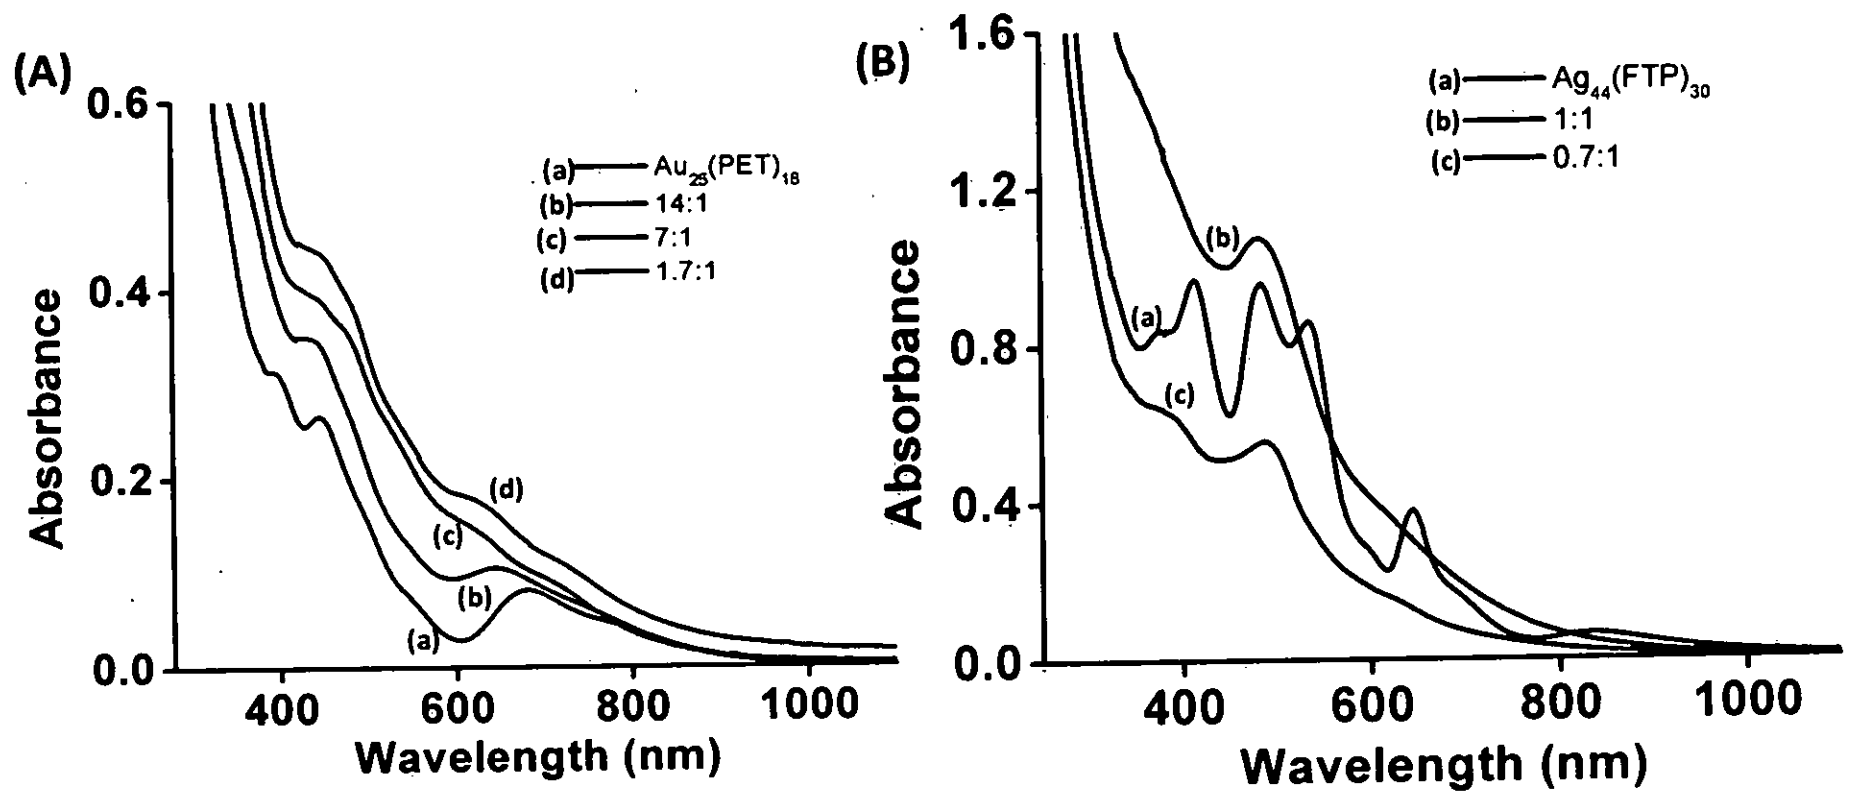 (A)
0.6
0.4
0.2
0.0
400 600 800 1000
Wavelength (nm)
Absorbance
(a) Au25(PET)18
(b) 14:1
(c) 7:1
(d) 1.7:1
(d)
(c)
(b)
(a)
(B)
1.6
1.2
0.8
0.4
0.0
400 600 800 1000
Wavelength (nm)
Absorbance
(a) Ag44(FTP)30
(b) 1:1
(c) 0.7:1
(b)
(a)
(c)